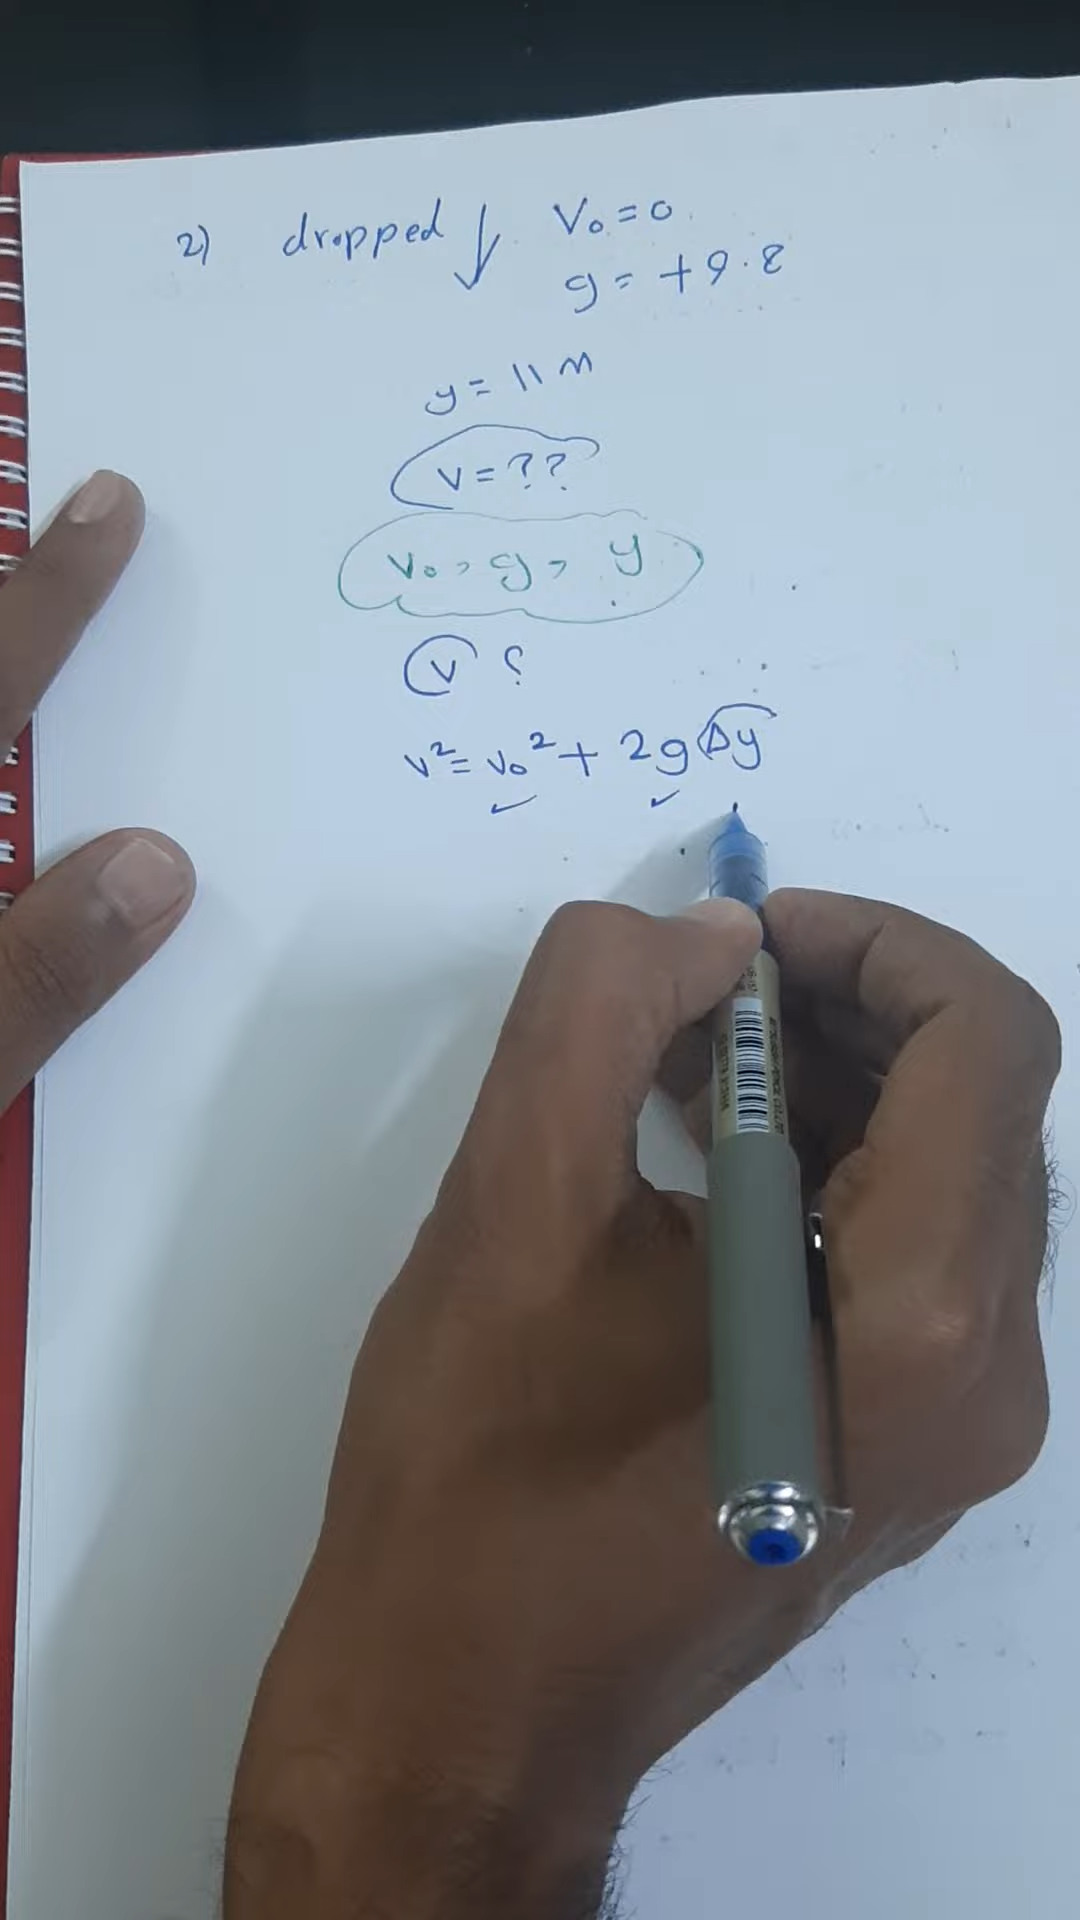 2) dropped ↓ V₀ = 0
g = +9.8
y = 11 m
v = ??
v₀, g, y
v ?
v² = v₀² + 2g Δy